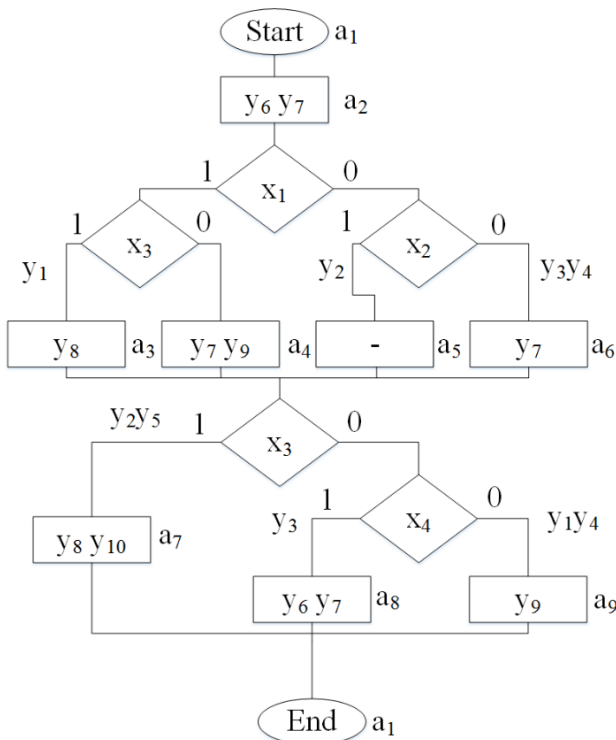 Start a₁
y₆ y₇ a₂
1 x₁ 0
1 x₃ 0 1 x₂ 0
y₁ y₂ y₃y₄
y₈ a₃ y₇ y₉ a₄ - a₅ y₇ a₆
y₂y₅ 1 x₃ 0
y₃ 1 x₄ 0 y₁y₄
y₈ y₁₀ a₇
y₆ y₇ a₈ y₉ a₉
End a₁